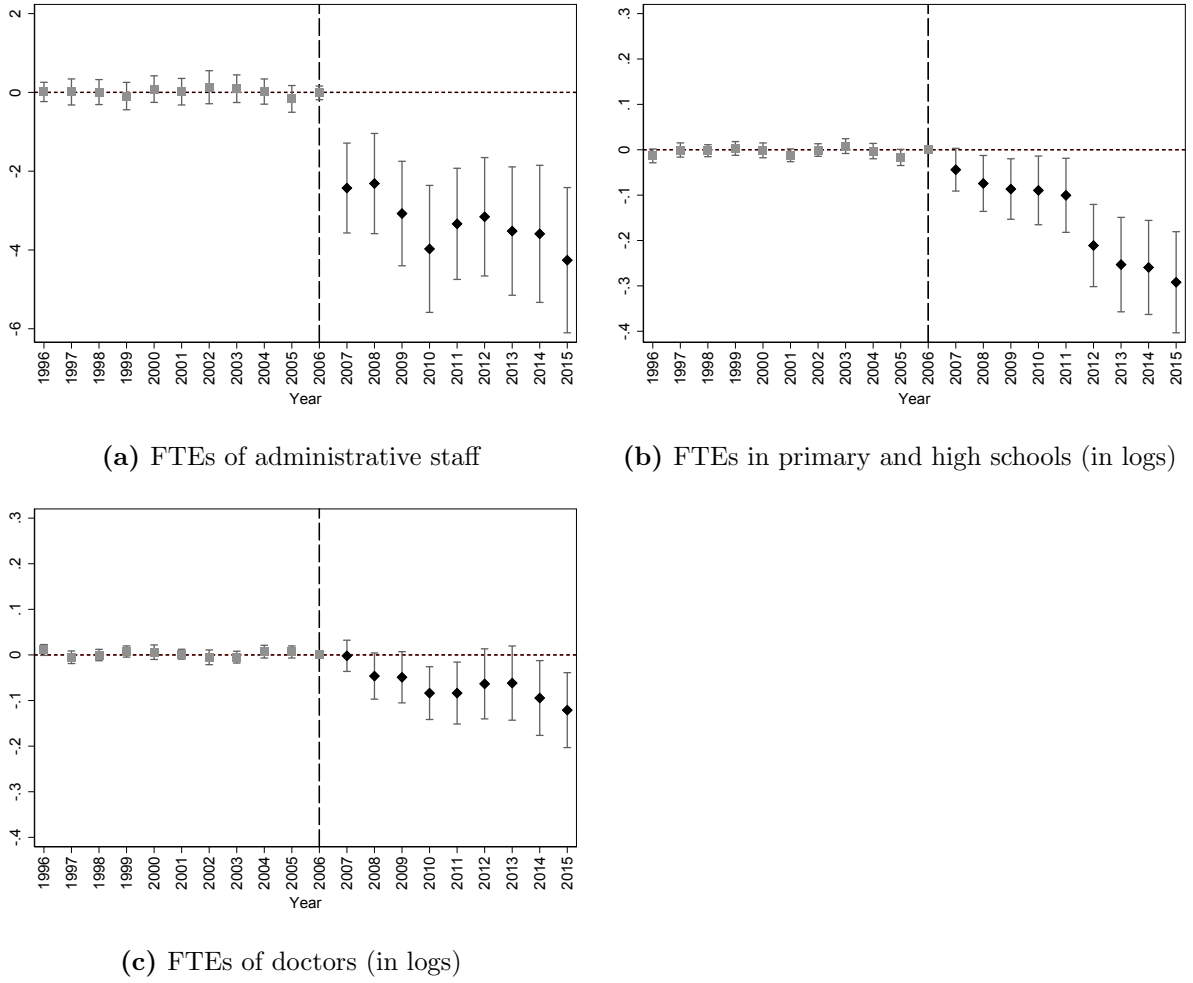 2
0
-2
-4
-6
1996 1997 1998 1999 2000 2001 2002 2003 2004 2005 2006 2007 2008 2009 2010 2011 2012 2013 2014 2015
Year
(a) FTEs of administrative staff
.3
.2
.1
0
-.1
-.2
-.3
-.4
1996 1997 1998 1999 2000 2001 2002 2003 2004 2005 2006 2007 2008 2009 2010 2011 2012 2013 2014 2015
Year
(b) FTEs in primary and high schools (in logs)
.3
.2
.1
0
-.1
-.2
-.3
-.4
1996 1997 1998 1999 2000 2001 2002 2003 2004 2005 2006 2007 2008 2009 2010 2011 2012 2013 2014 2015
Year
(c) FTEs of doctors (in logs)